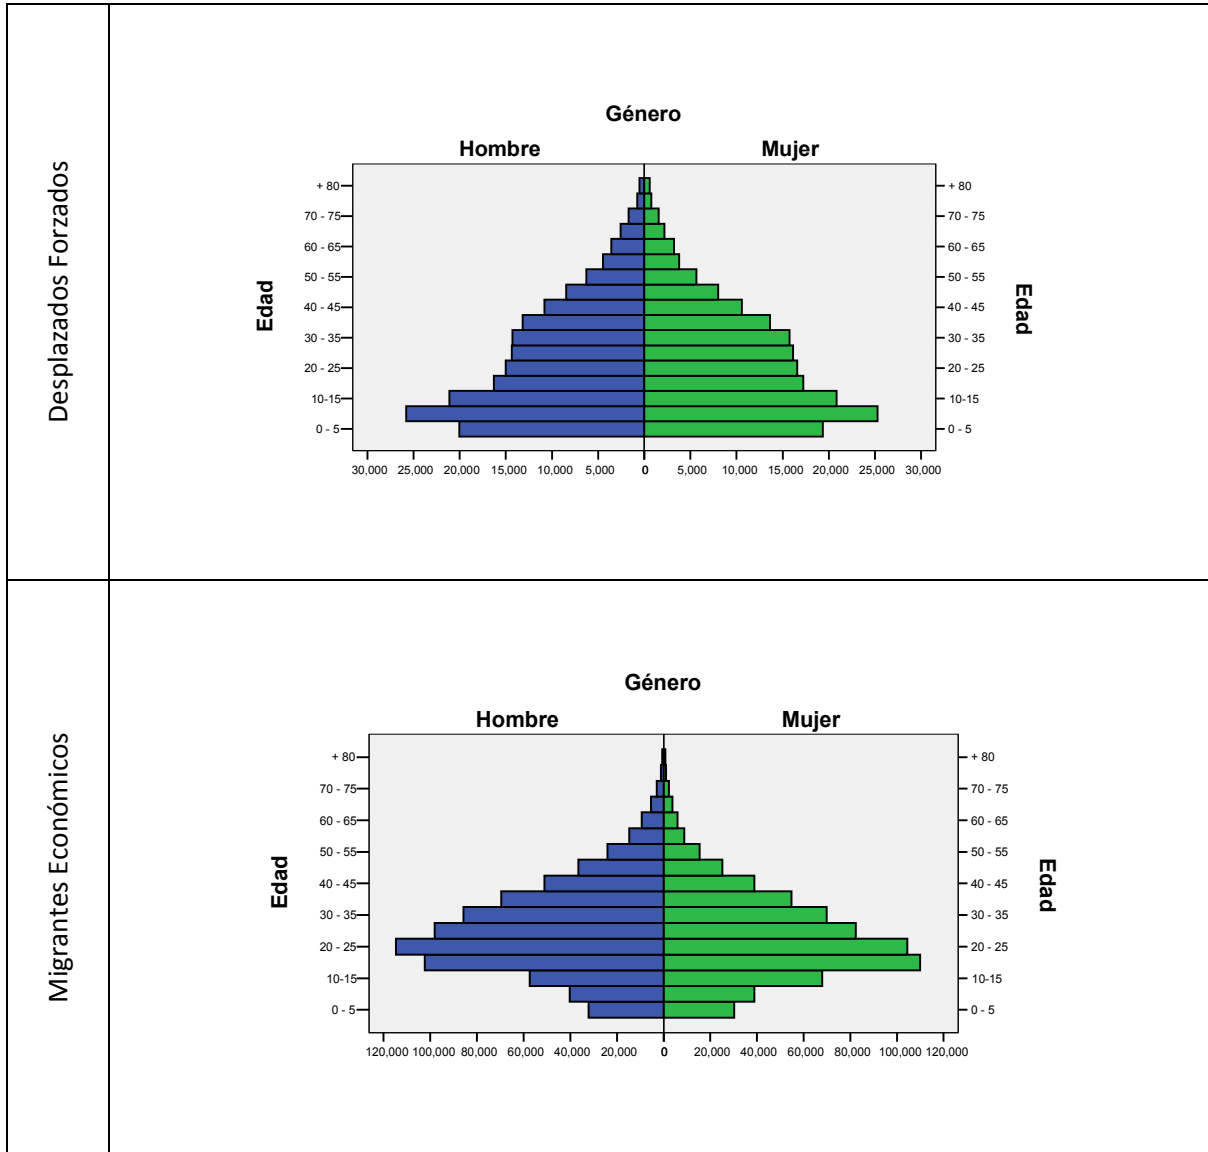 Desplazados Forzados
Género
Hombre Mujer
+ 80 + 80
70 - 75 70 - 75
60 - 65 60 - 65
50 - 55 50 - 55
40 - 45 40 - 45
30 - 35 30 - 35
20 - 25 20 - 25
10-15 10-15
0 - 5 0 - 5
Edad
Edad
30,000 25,000 20,000 15,000 10,000 5,000 0 5,000 10,000 15,000 20,000 25,000 30,000
Migrantes Económicos
Género
Hombre Mujer
+ 80 + 80
70 - 75 70 - 75
60 - 65 60 - 65
50 - 55 50 - 55
40 - 45 40 - 45
30 - 35 30 - 35
20 - 25 20 - 25
10-15 10-15
0 - 5 0 - 5
Edad
Edad
120,000 100,000 80,000 60,000 40,000 20,000 0 20,000 40,000 60,000 80,000 100,000 120,000